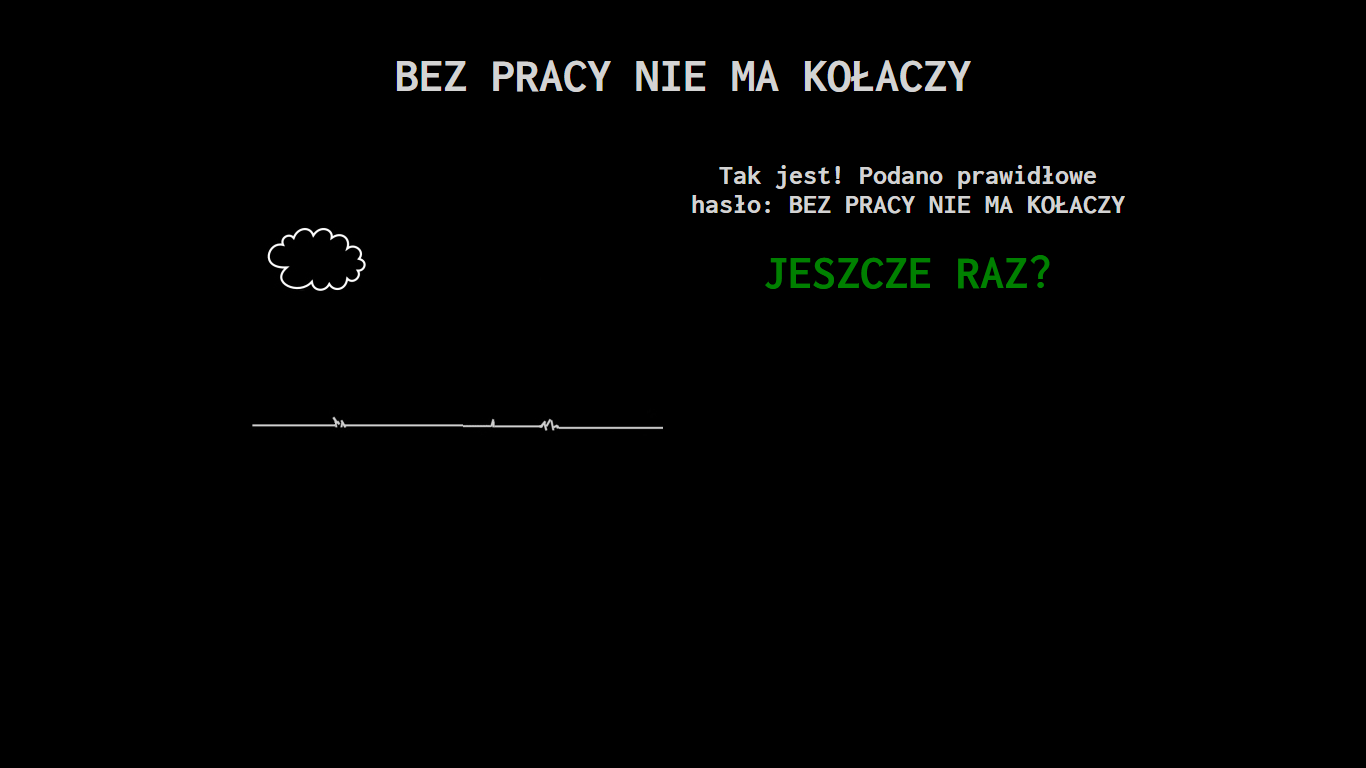 BEZ PRACY NIE MA KOŁACZY
Tak jest! Podano prawidłowe
hasło: BEZ PRACY NIE MA KOŁACZY
JESZCZE RAZ?